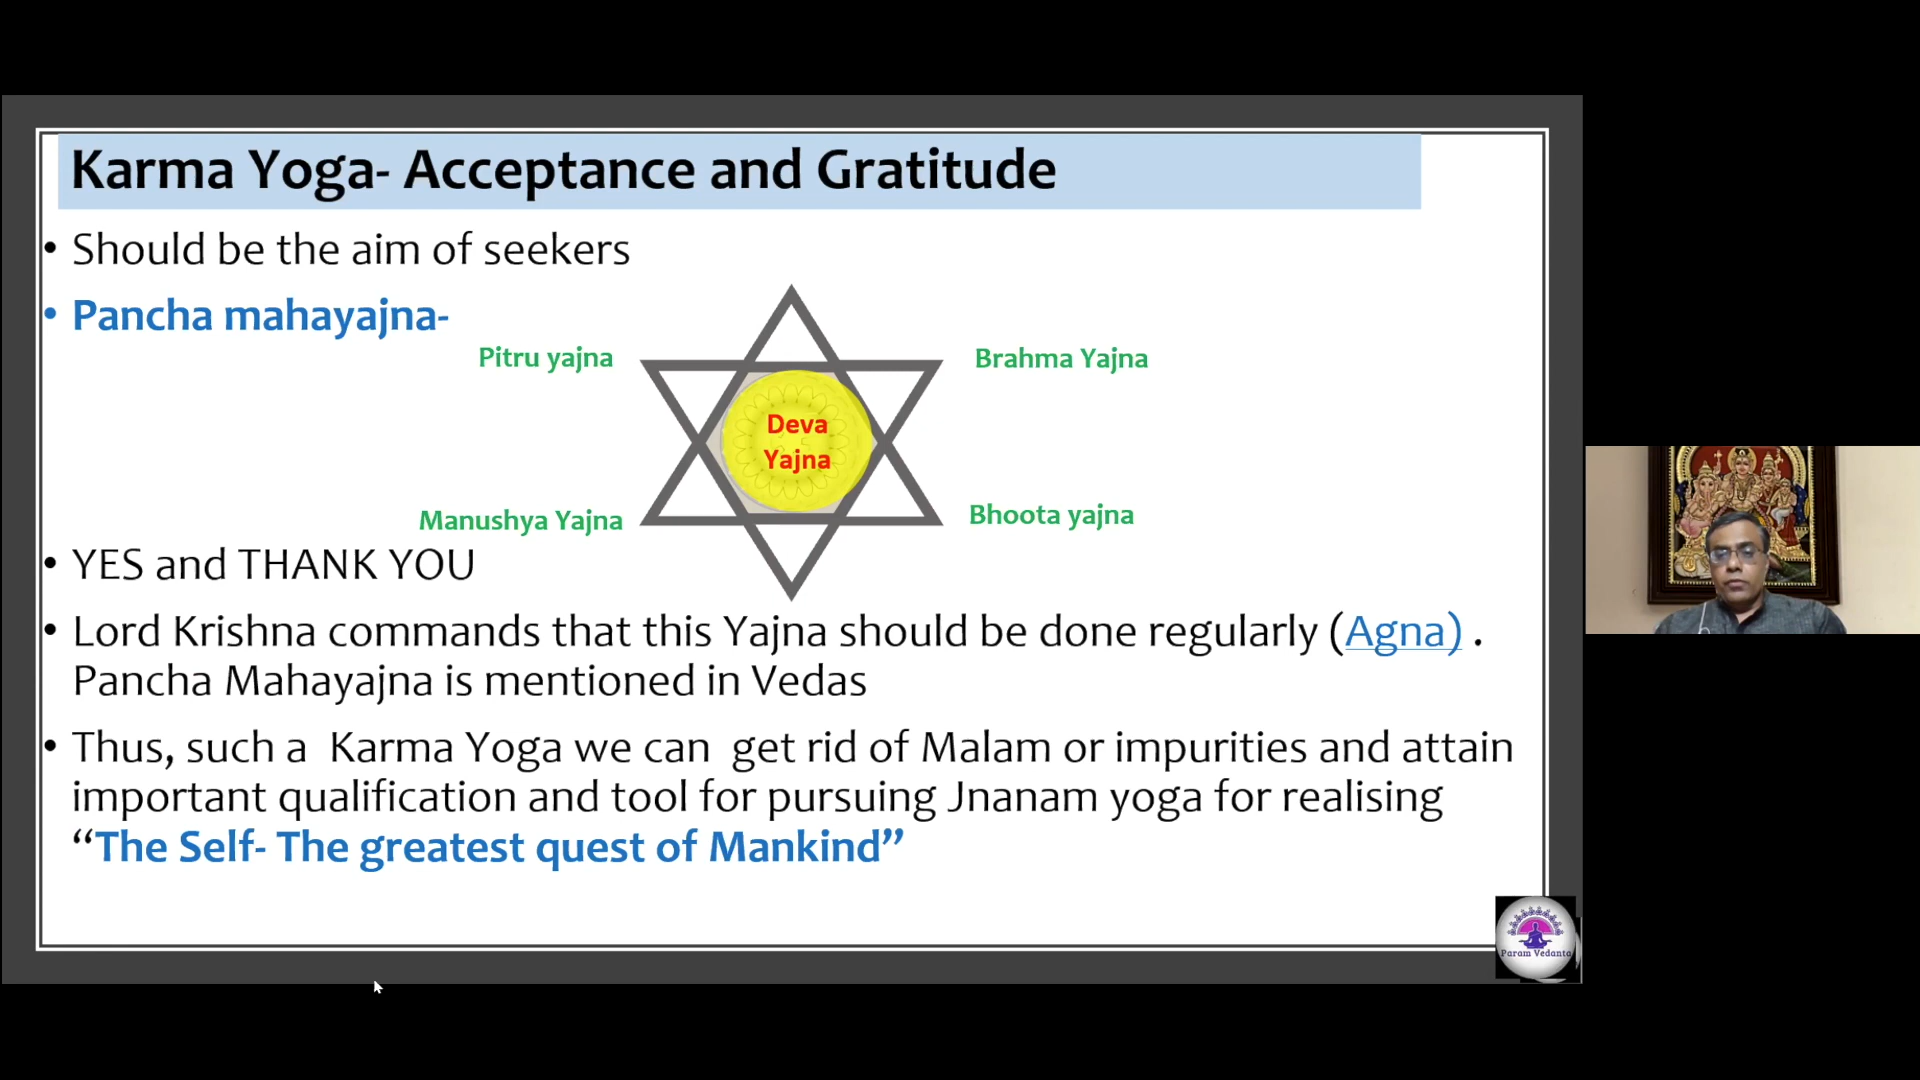 Karma Yoga- Acceptance and Gratitude
• Should be the aim of seekers
• Pancha mahayajna-
Pitru yajna
Brahma Yajna
Deva
Yajna
Manushya Yajna
Bhoota yajna
• YES and THANK YOU
• Lord Krishna commands that this Yajna should be done regularly (Agna) .
Pancha Mahayajna is mentioned in Vedas
• Thus, such a Karma Yoga we can get rid of Malam or impurities and attain
important qualification and tool for pursuing Jnanam yoga for realising
“The Self- The greatest quest of Mankind”
Param Vedanta